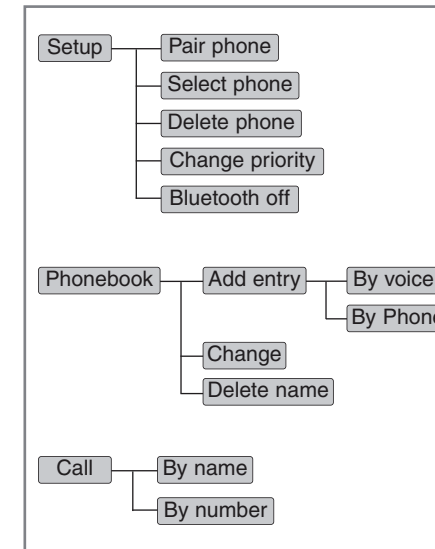 Setup Pair phone
Select phone
Delete phone
Change priority
Bluetooth off
Phonebook Add entry By voice
By Phone
Change
Delete name
Call By name
By number